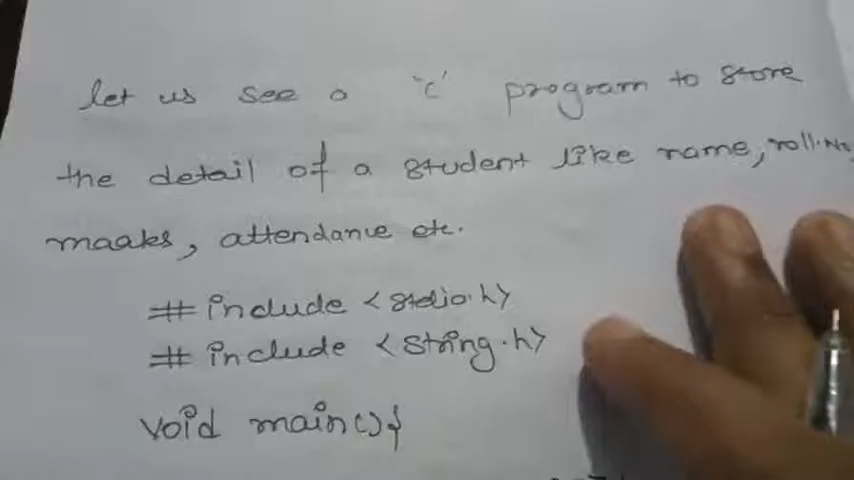 let us see a 'c' program to store
the detail of a student like name, roll.No,
maaks, attendance etc.
# include <stdio.h>
# include <string.h>
void main() {